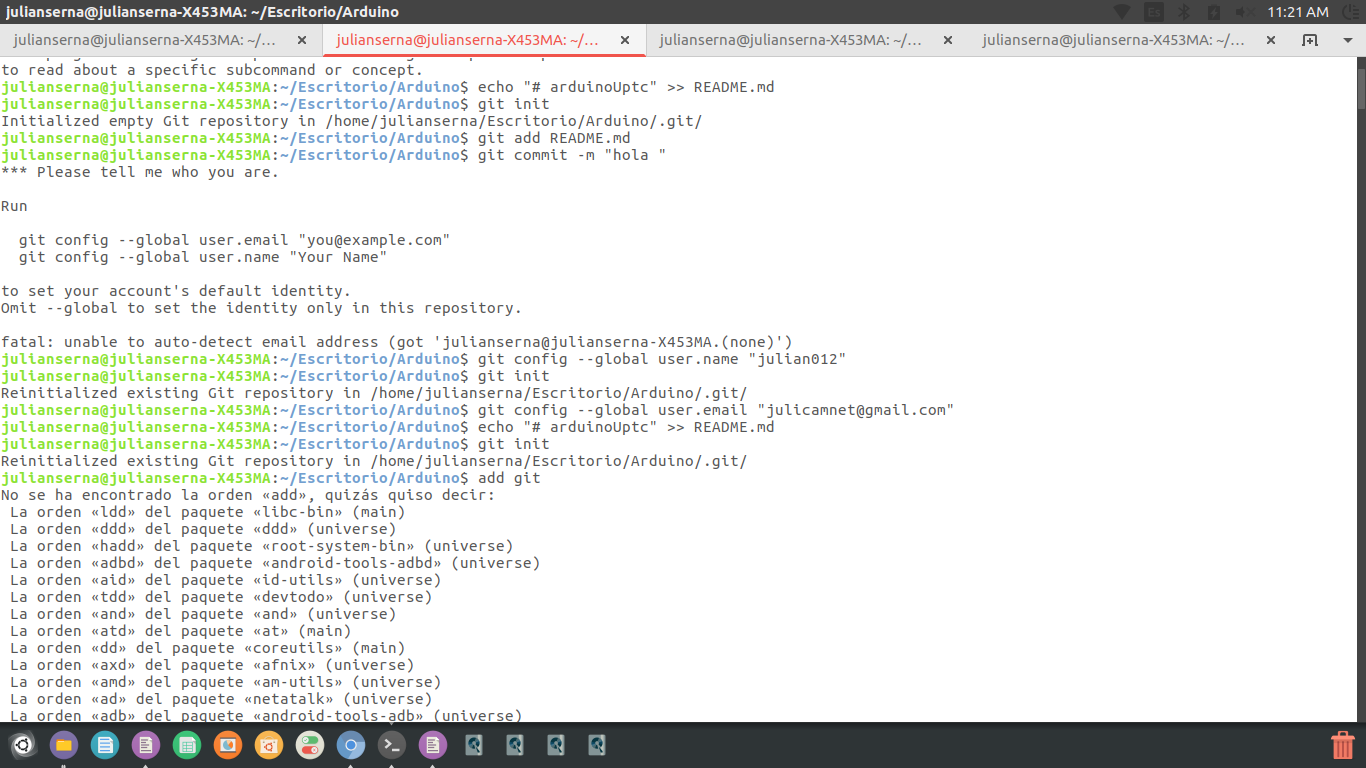 julianserna@julianserna-X453MA: ~/Escritorio/Arduino
Es
11:21 AM
julianserna@julianserna-X453MA: ~/...
julianserna@julianserna-X453MA: ~/...
julianserna@julianserna-X453MA: ~/...
julianserna@julianserna-X453MA: ~/...
to read about a specific subcommand or concept.
julianserna@julianserna-X453MA:~/Escritorio/Arduino$ echo "# arduinoUptc" >> README.md
julianserna@julianserna-X453MA:~/Escritorio/Arduino$ git init
Initialized empty Git repository in /home/julianserna/Escritorio/Arduino/.git/
julianserna@julianserna-X453MA:~/Escritorio/Arduino$ git add README.md
julianserna@julianserna-X453MA:~/Escritorio/Arduino$ git commit -m "hola "
*** Please tell me who you are.
Run
git config --global user.email "you@example.com"
git config --global user.name "Your Name"
to set your account's default identity.
Omit --global to set the identity only in this repository.
fatal: unable to auto-detect email address (got 'julianserna@julianserna-X453MA.(none)')
julianserna@julianserna-X453MA:~/Escritorio/Arduino$ git config --global user.name "julian012"
julianserna@julianserna-X453MA:~/Escritorio/Arduino$ git init
Reinitialized existing Git repository in /home/julianserna/Escritorio/Arduino/.git/
julianserna@julianserna-X453MA:~/Escritorio/Arduino$ git config --global user.email "julicamnet@gmail.com"
julianserna@julianserna-X453MA:~/Escritorio/Arduino$ echo "# arduinoUptc" >> README.md
julianserna@julianserna-X453MA:~/Escritorio/Arduino$ git init
Reinitialized existing Git repository in /home/julianserna/Escritorio/Arduino/.git/
julianserna@julianserna-X453MA:~/Escritorio/Arduino$ add git
No se ha encontrado la orden «add», quizás quiso decir:
La orden «ldd» del paquete «libc-bin» (main)
La orden «ddd» del paquete «ddd» (universe)
La orden «hadd» del paquete «root-system-bin» (universe)
La orden «adbd» del paquete «android-tools-adbd» (universe)
La orden «aid» del paquete «id-utils» (universe)
La orden «tdd» del paquete «devtodo» (universe)
La orden «and» del paquete «and» (universe)
La orden «atd» del paquete «at» (main)
La orden «dd» del paquete «coreutils» (main)
La orden «axd» del paquete «afnix» (universe)
La orden «amd» del paquete «am-utils» (universe)
La orden «ad» del paquete «netatalk» (universe)
La orden «adb» del paquete «android-tools-adb» (universe)